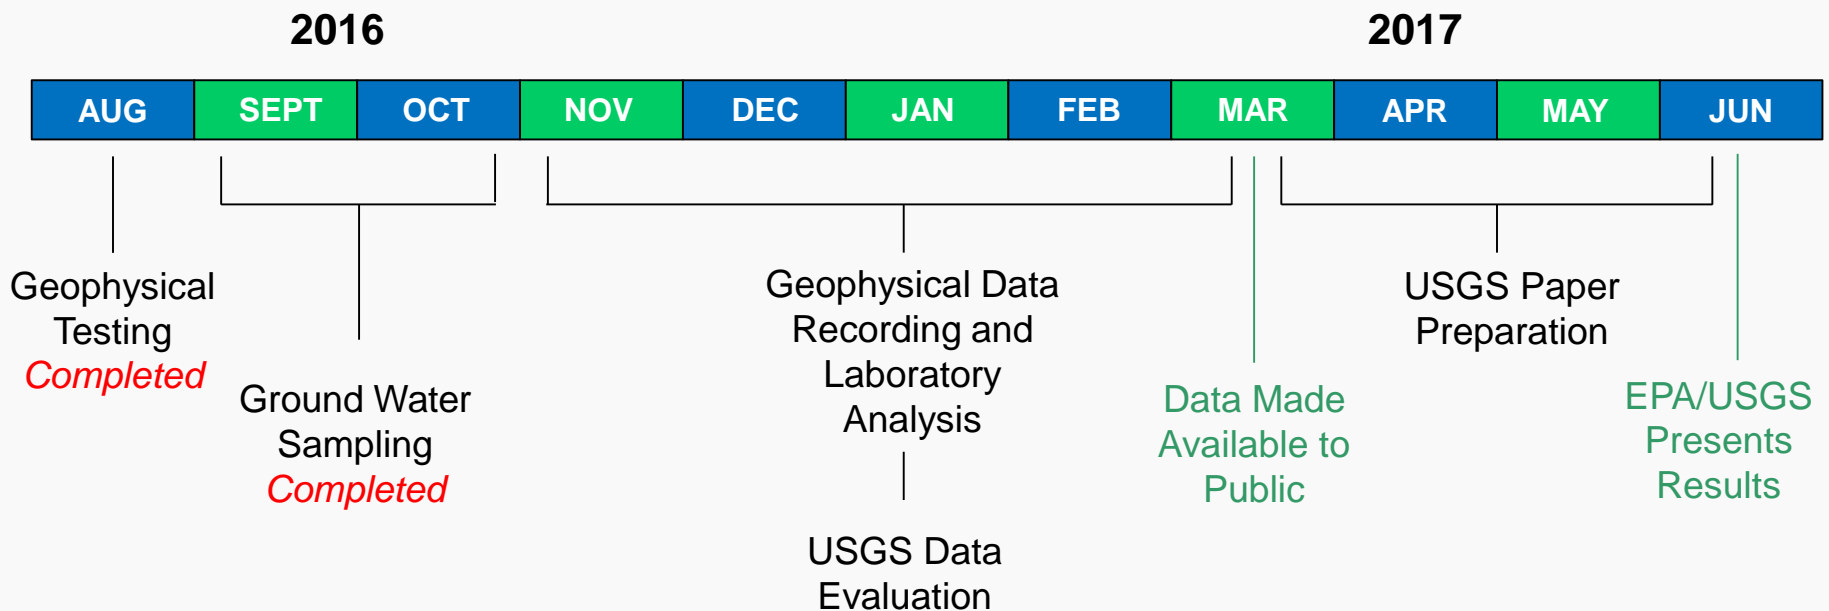 2016
2017
AUG SEPT OCT NOV DEC JAN FEB MAR APR MAY JUN
Geophysical
Testing
Completed
Ground Water
Sampling
Completed
Geophysical Data
Recording and
Laboratory
Analysis
USGS Data
Evaluation
Data Made
Available to
Public
USGS Paper
Preparation
EPA/USGS
Presents
Results